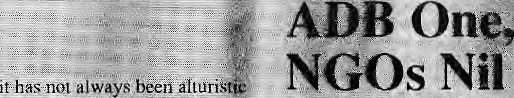 ADB One,
NGOs Nil
it has not always been alturistic